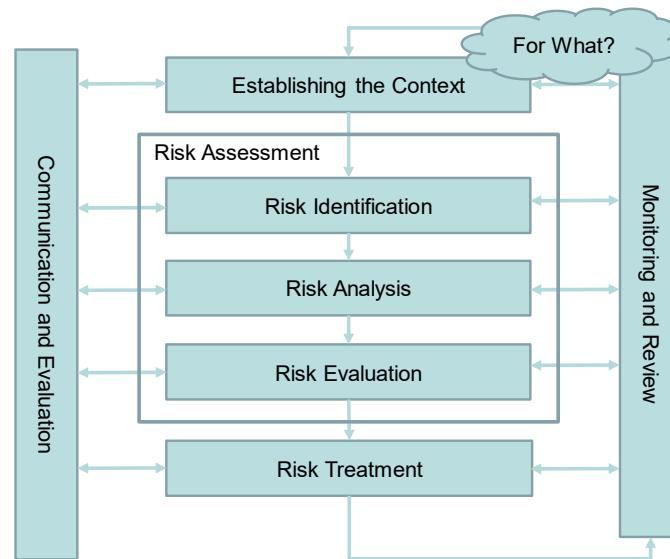 For What?
Establishing the Context
Risk Assessment
Risk Identification
Risk Analysis
Risk Evaluation
Risk Treatment
Communication and Evaluation
Monitoring and Review